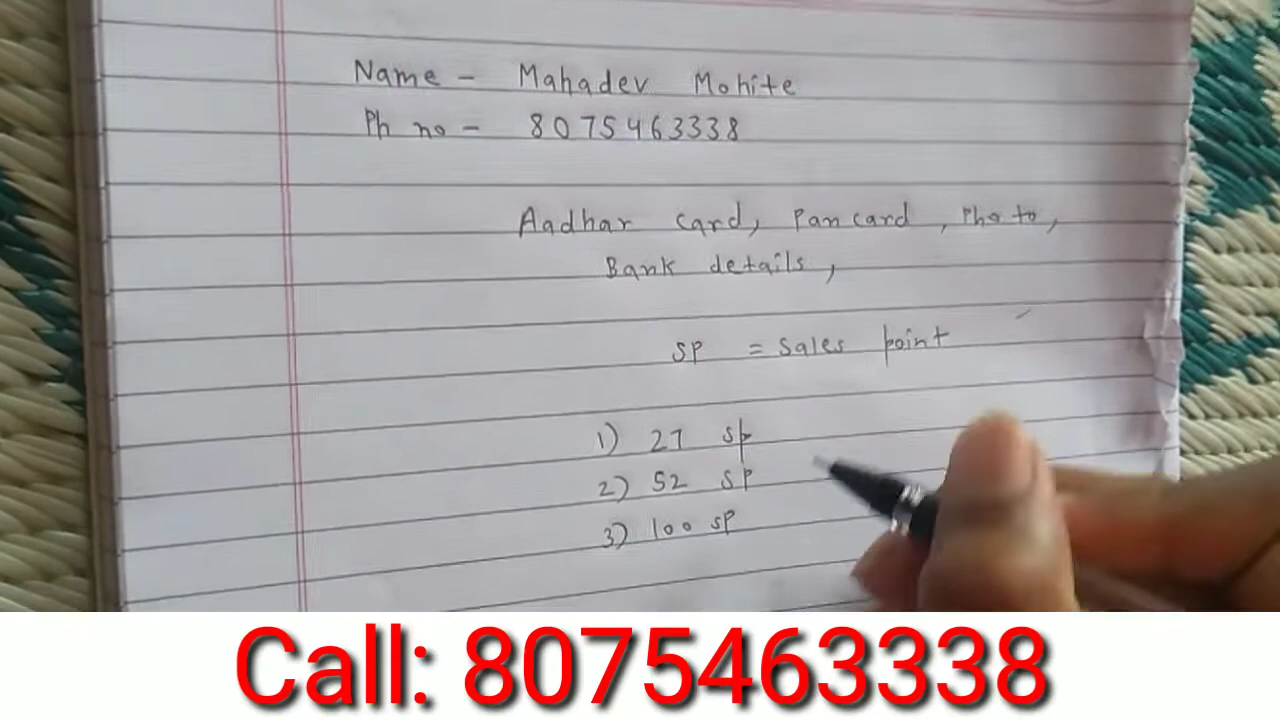 Name - Mahadev Mohite
Ph no - 8075463338
Aadhar card, Pan card, Photo,
Bank details,
SP = Sales point
1) 27 SP
2) 52 SP
3) 100 SP
Call: 8075463338